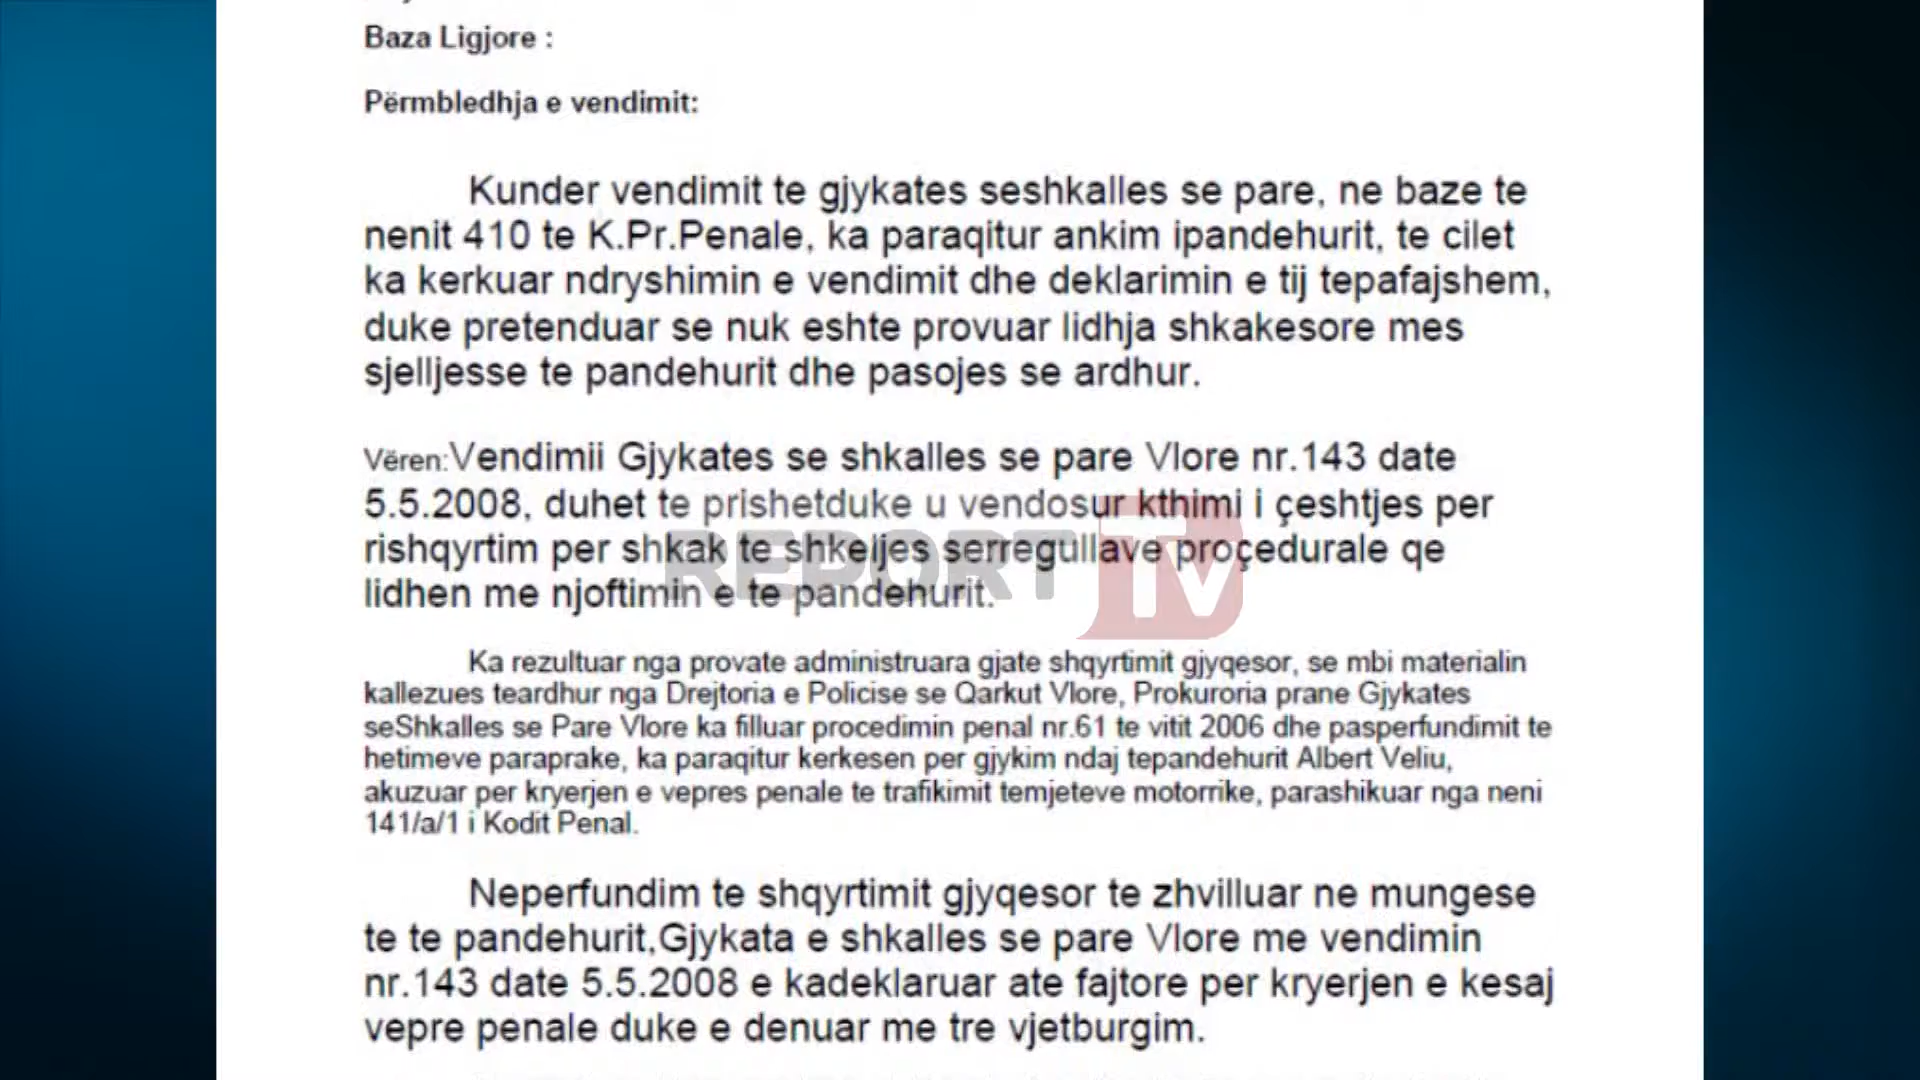 Baza Ligjore :
Përmbledhja e vendimit:
Kunder vendimit te gjykates seshkalles se pare, ne baze te
nenit 410 te K.Pr.Penale, ka paraqitur ankim ipandehurit, te cilet
ka kerkuar ndryshimin e vendimit dhe deklarimin e tij tepafajshem,
duke pretenduar se nuk eshte provuar lidhja shkakesore mes
sjelljesse te pandehurit dhe pasojes se ardhur.
Vëren:Vendimii Gjykates se shkalles se pare Vlore nr.143 date
5.5.2008, duhet te prishetduke u vendosur kthimi i çeshtjes per
rishqyrtim per shkak te shkeljes serregullave proçedurale qe
lidhen me njoftimin e te pandehurit.
REPORT TV
Ka rezultuar nga provate administruara gjate shqyrtimit gjyqesor, se mbi materialin
kallezues teardhur nga Drejtoria e Policise se Qarkut Vlore, Prokuroria prane Gjykates
seShkalles se Pare Vlore ka filluar procedimin penal nr.61 te vitit 2006 dhe pasperfundimit te
hetimeve paraprake, ka paraqitur kerkesen per gjykim ndaj tepandehurit Albert Veliu,
akuzuar per kryerjen e vepres penale te trafikimit temjeteve motorrike, parashikuar nga neni
141/a/1 i Kodit Penal.
Neperfundim te shqyrtimit gjyqesor te zhvilluar ne mungese
te te pandehurit,Gjykata e shkalles se pare Vlore me vendimin
nr.143 date 5.5.2008 e kadeklaruar ate fajtore per kryerjen e kesaj
vepre penale duke e denuar me tre vjetburgim.